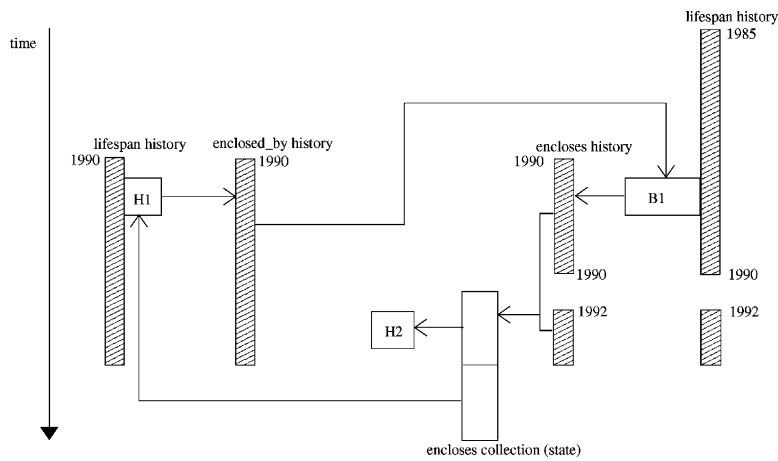 lifespan history
1985
time
lifespan history
enclosed_by history
encloses history
1990
1990
1990
H1
B1
1990
1990
1992
1992
H2
encloses collection (state)